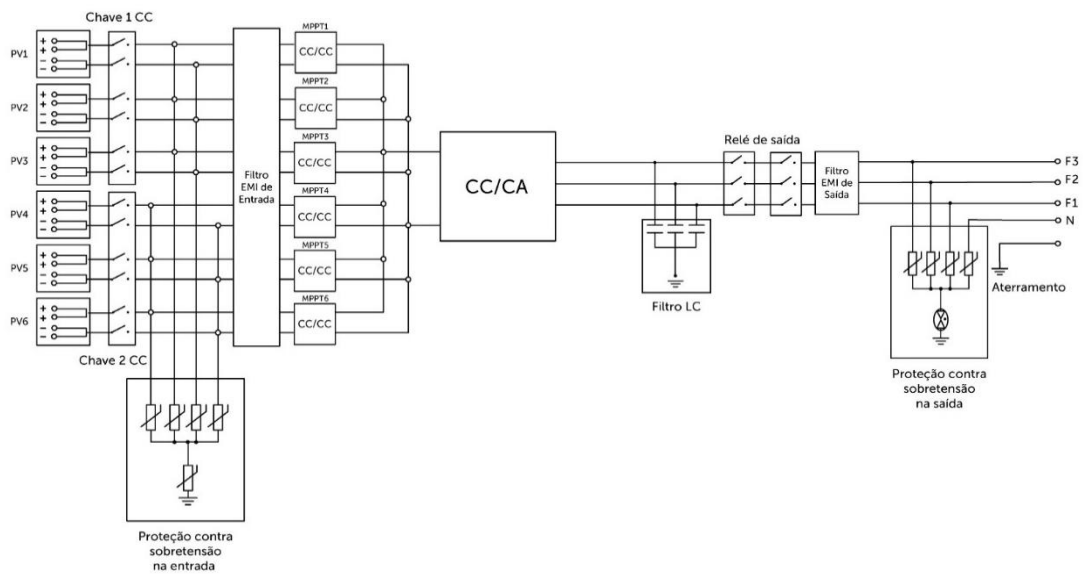 Chave 1 CC
PV1
+
+
−
−
PV2
+
+
−
−
PV3
+
+
−
−
PV4
+
+
−
−
PV5
+
+
−
−
PV6
+
+
−
−
Chave 2 CC
Filtro
EMI de
Entrada
MPPT1
CC/CC
MPPT2
CC/CC
MPPT3
CC/CC
MPPT4
CC/CC
MPPT5
CC/CC
MPPT6
CC/CC
CC/CA
Filtro LC
Relé de saída
Filtro
EMI de
Saída
F3
F2
F1
N
Aterramento
Proteção contra
sobretensão
na saída
Proteção contra
sobretensão
na entrada